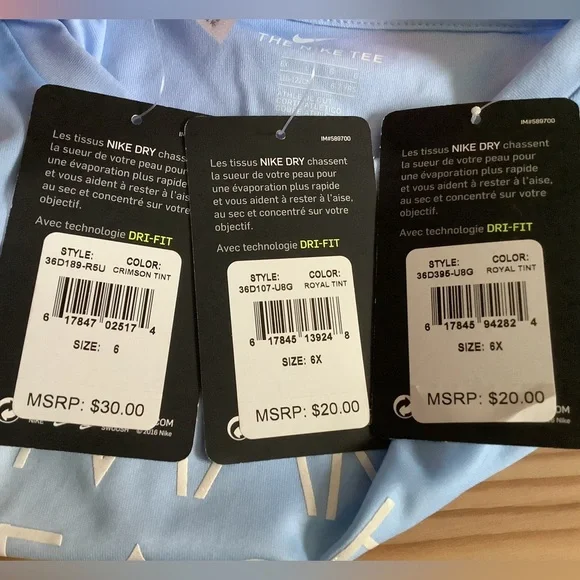 THE NIKE TEE
Les tissus NIKE DRY chassen
la sueur de votre peau pour
une évaporation plus rapide
et vous aident à rester à l'aise,
au sec et concentré sur votre
objectif.
Avec technologie DRI-FIT
STYLE: COLOR:
36D189-R5U CRIMSON TINT
6 17847 02517 4
SIZE: 6
MSRP: $30.00
NIKE SWOOSH ©2016 Nike
.COM
IM#589700
Les tissus NIKE DRY chassent
la sueur de votre peau pour
une évaporation plus rapide
et vous aident à rester à l'aise,
au sec et concentré sur votre
objectif.
Avec technologie DRI-FIT
STYLE: COLOR:
36D107-U8G ROYAL TINT
6 17845 13924 8
SIZE: 6X
MSRP: $20.00
IM#589700
Les tissus NIKE DRY chassent
la sueur de votre peau pour
une évaporation plus rapide
et vous aident à rester à l'aise,
au sec et concentré sur votre
objectif.
Avec technologie DRI-FIT
STYLE: COLOR:
36D395-U8G ROYAL TINT
6 17845 94282 4
SIZE: 6X
MSRP: $20.00